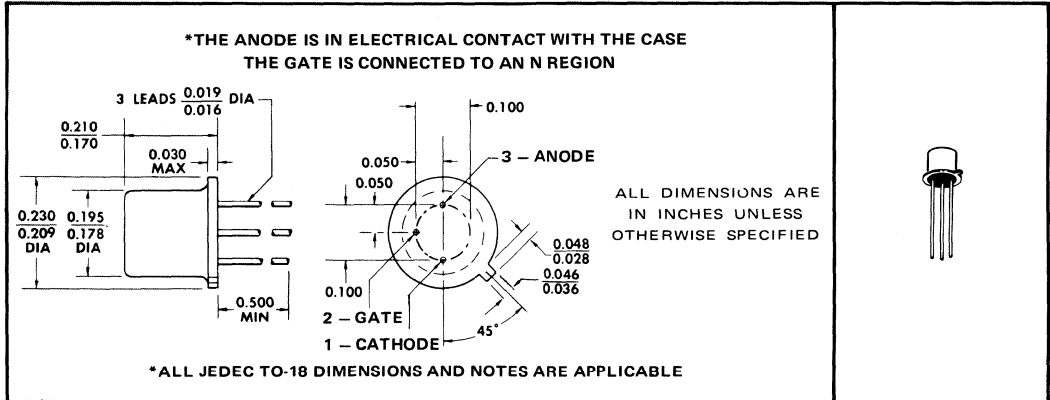 *THE ANODE IS IN ELECTRICAL CONTACT WITH THE CASE
THE GATE IS CONNECTED TO AN N REGION
3 LEADS 0.019 DIA
0.016
0.100
0.210
0.170
0.030
MAX
0.050
0.050
3 – ANODE
0.230
0.209
DIA
0.195
0.178
DIA
ALL DIMENSIONS ARE
IN INCHES UNLESS
OTHERWISE SPECIFIED
0.048
0.028
0.046
0.036
0.500
MIN
0.100
2 – GATE
45°
1 – CATHODE
*ALL JEDEC TO-18 DIMENSIONS AND NOTES ARE APPLICABLE